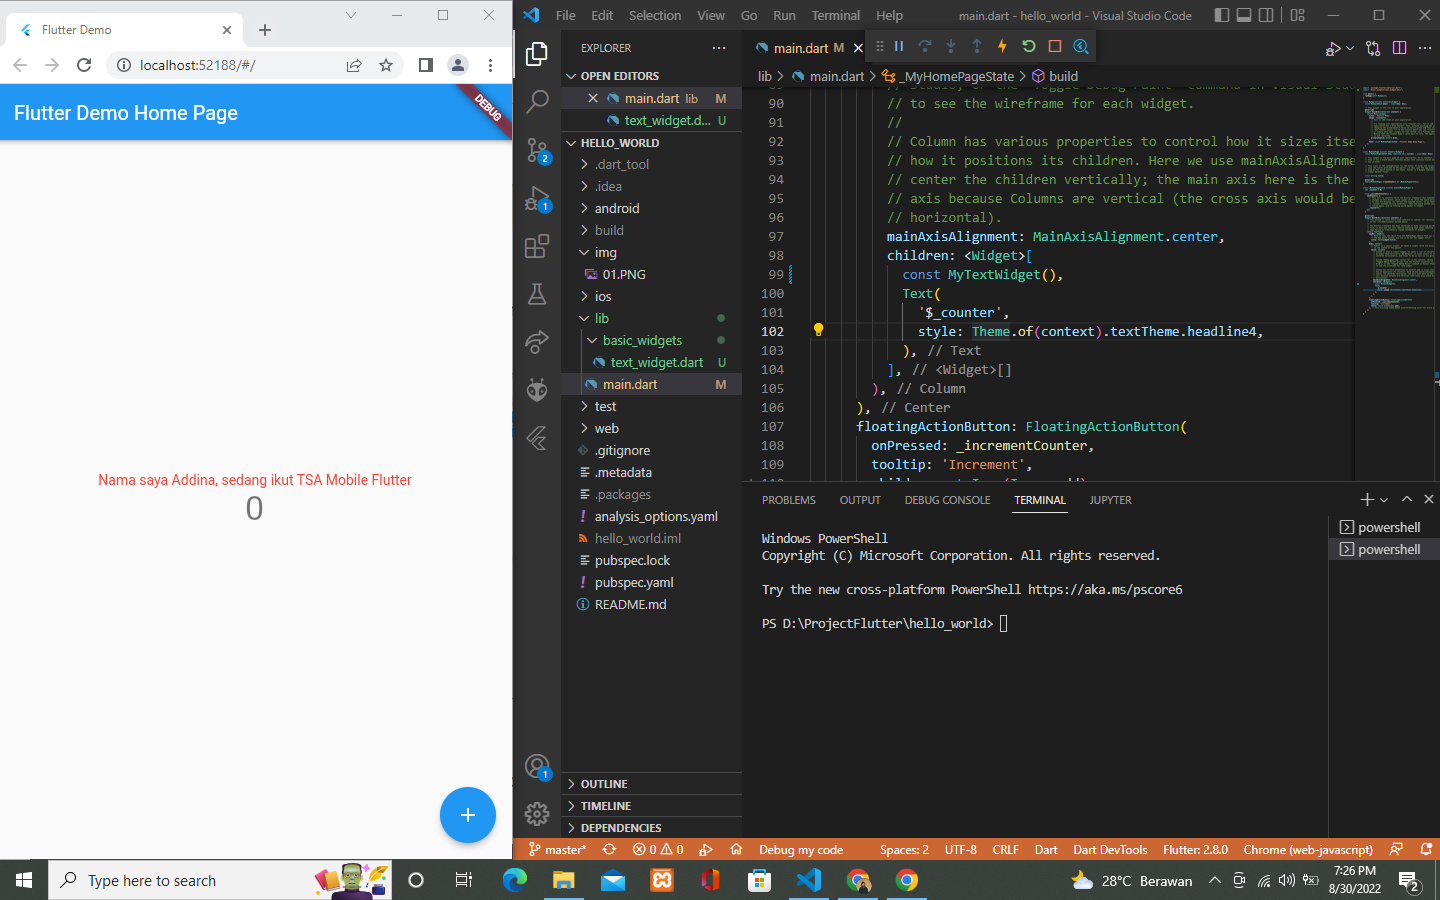 Flutter Demo
localhost:52188/#/
Flutter Demo Home Page
DEBUG
Nama saya Addina, sedang ikut TSA Mobile Flutter
0
File Edit Selection View Go Run Terminal Help
main.dart - hello_world - Visual Studio Code
EXPLORER
OPEN EDITORS
main.dart lib M
text_widget.d... U
HELLO_WORLD
.dart_tool
.idea
android
build
img
01.PNG
ios
lib
basic_widgets
text_widget.dart U
main.dart M
test
web
.gitignore
.metadata
.packages
analysis_options.yaml
hello_world.iml
pubspec.lock
pubspec.yaml
README.md
OUTLINE
TIMELINE
DEPENDENCIES
2
1
1
main.dart M
lib > main.dart > _MyHomePageState > build
90 // to see the wireframe for each widget.
91 //
92 // Column has various properties to control how it sizes itse
93 // how it positions its children. Here we use mainAxisAlignme
94 // center the children vertically; the main axis here is the
95 // axis because Columns are vertical (the cross axis would be
96 // horizontal).
97 mainAxisAlignment: MainAxisAlignment.center,
98 children: <Widget>[
99 const MyTextWidget(),
100 Text(
101 '$_counter',
102 style: Theme.of(context).textTheme.headline4,
103 ), // Text
104 ], // <Widget>[]
105 ), // Column
106 ), // Center
107 floatingActionButton: FloatingActionButton(
108 onPressed: _incrementCounter,
109 tooltip: 'Increment',
PROBLEMS OUTPUT DEBUG CONSOLE TERMINAL JUPYTER
powershell
powershell
Windows PowerShell
Copyright (C) Microsoft Corporation. All rights reserved.
Try the new cross-platform PowerShell https://aka.ms/pscore6
PS D:\ProjectFlutter\hello_world>
master* 0 0 Debug my code Spaces: 2 UTF-8 CRLF Dart Dart DevTools Flutter: 2.8.0 Chrome (web-javascript)
Type here to search
28°C Berawan
7:26 PM
8/30/2022
2